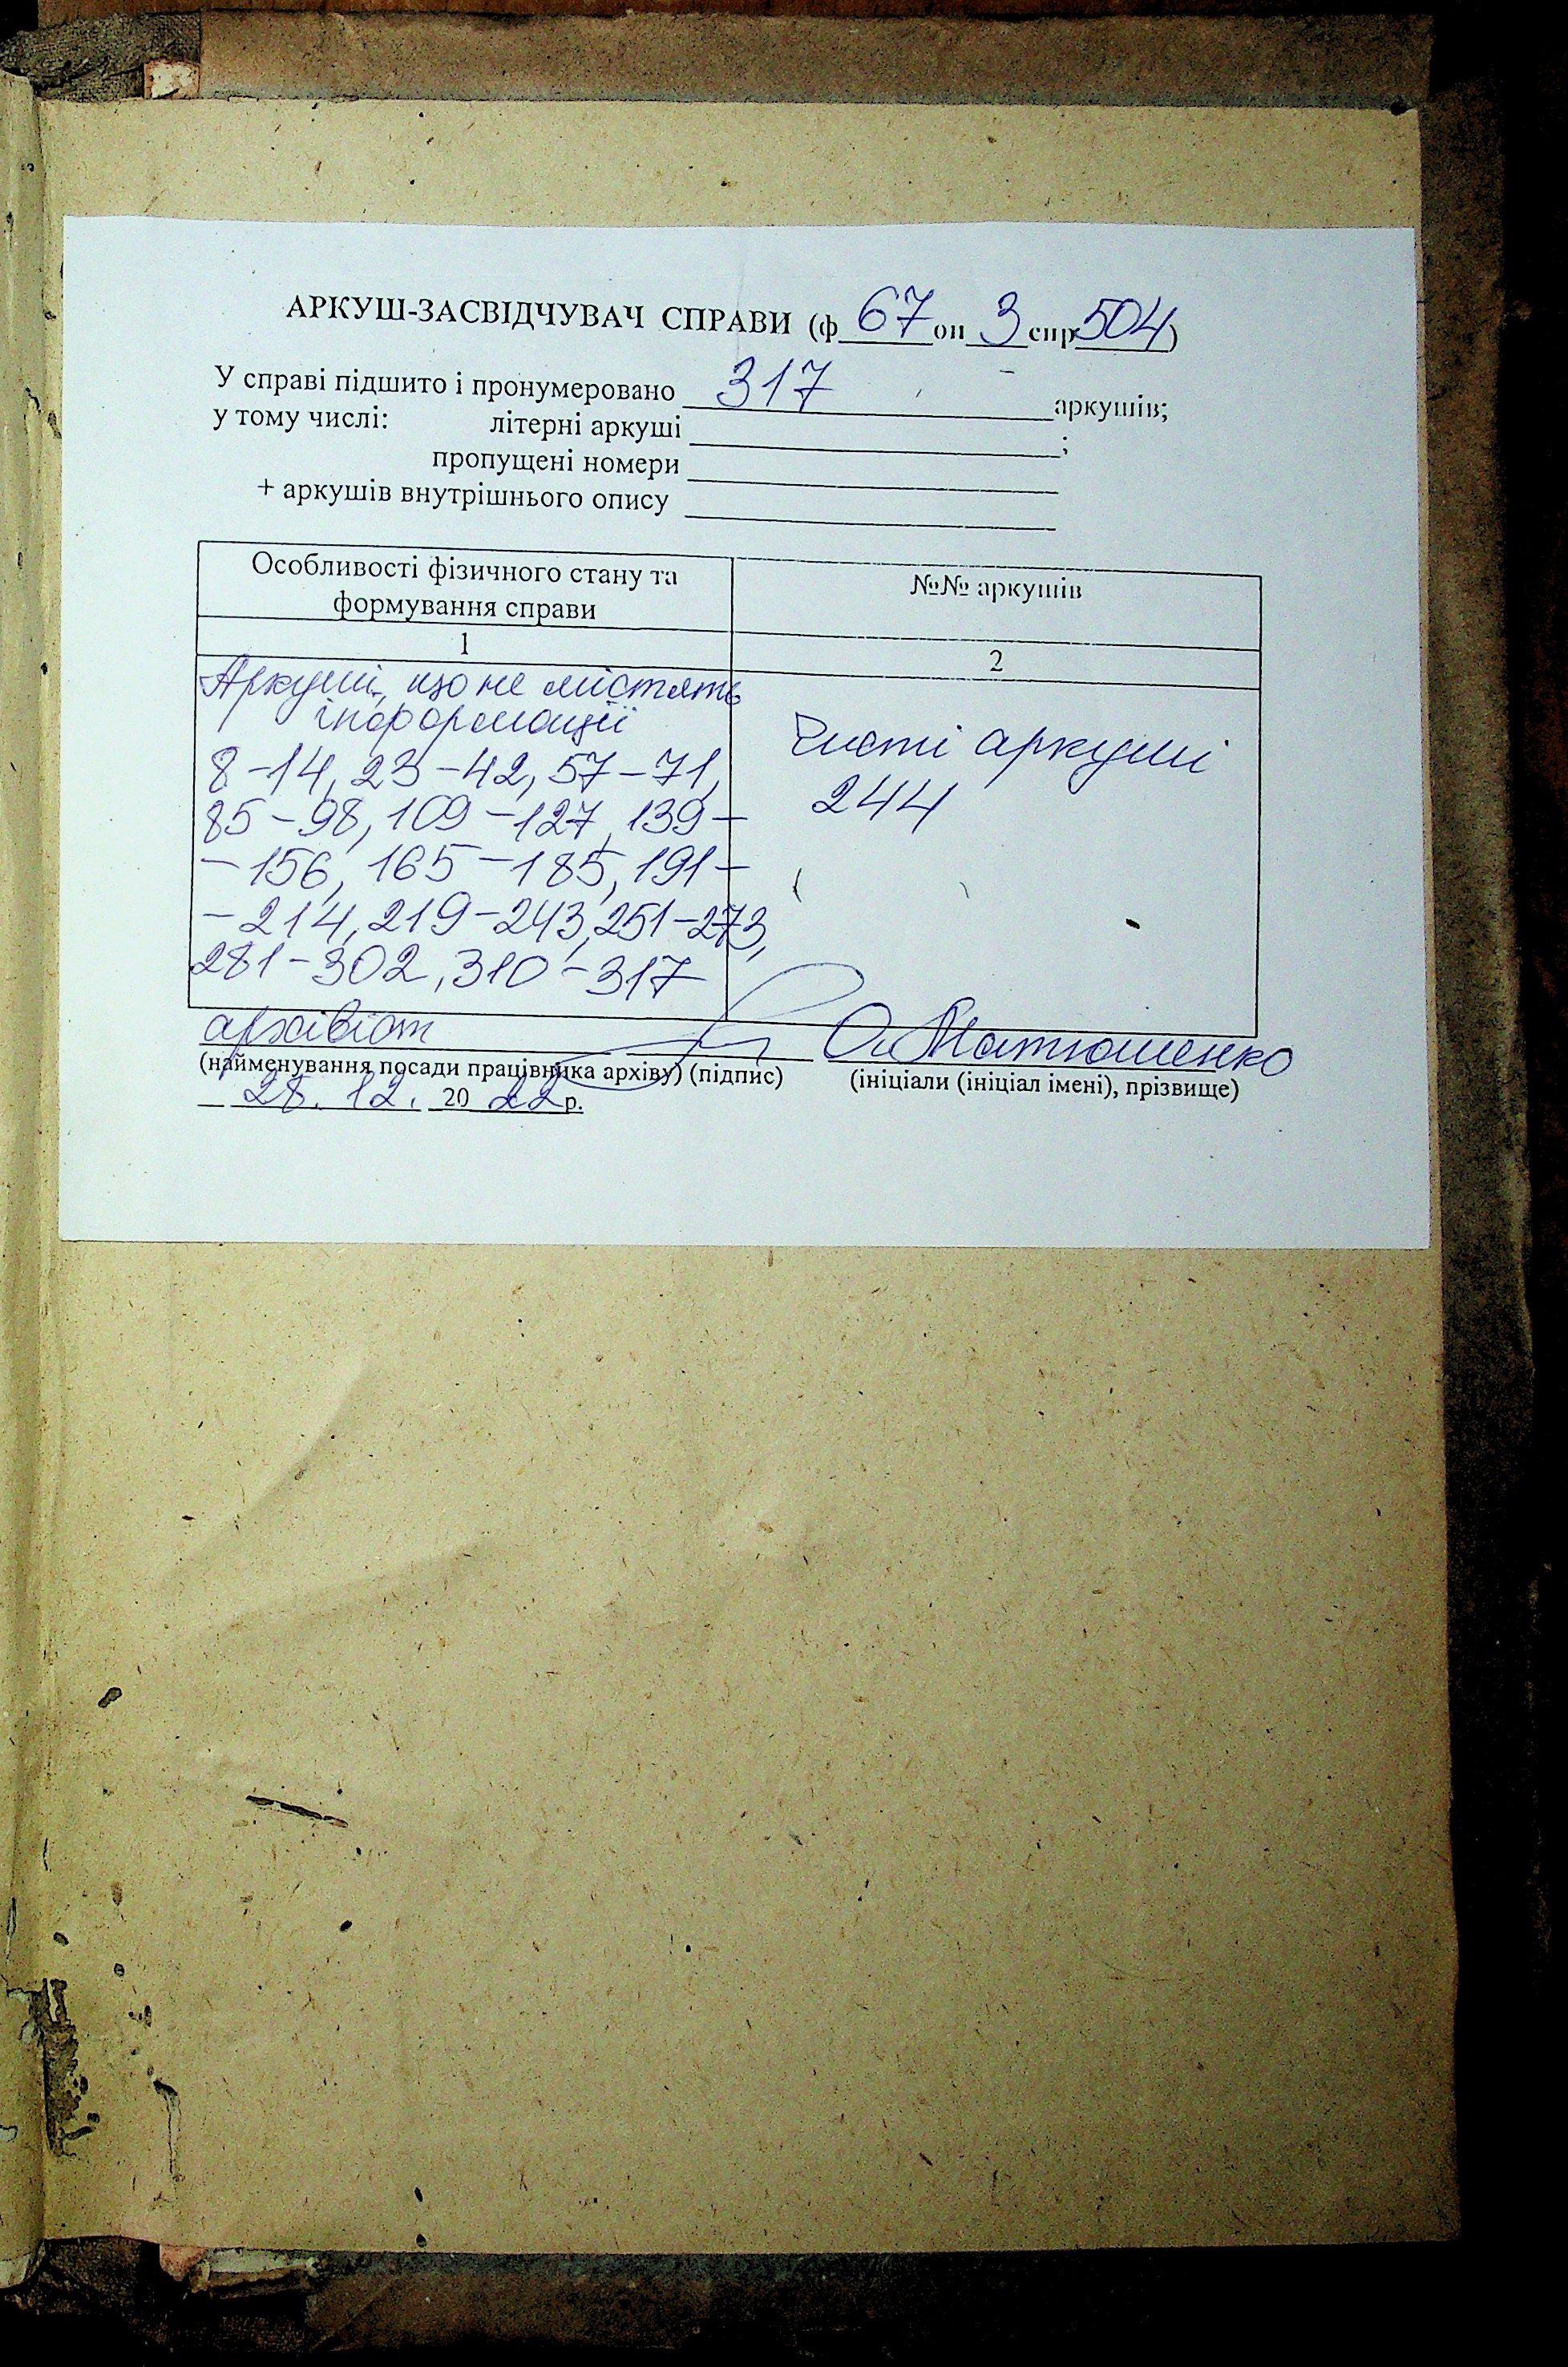 АРКУШ-ЗАСВІДЧУВАЧ СПРАВИ (ф 67 оп 3 спр 504)
У справі підшито і пронумеровано 317 аркушів;
у тому числі: літерні аркуші ;
пропущені номери
+ аркушів внутрішнього опису
Особливості фізичного стану та
формування справи
№№ аркушів
1
2
Аркуші, що не містять
інформації
8-14, 23-42, 57-71,
85-98, 109-127, 139-
-156, 165-185, 191-
-214, 219-243, 251-273,
281-302, 310-317
Чисті аркуші
244
архівіст О. Матюшенко
(найменування посади працівника архіву) (підпис) (ініціали (ініціал імені), прізвище)
28. 12. 20 22 р.